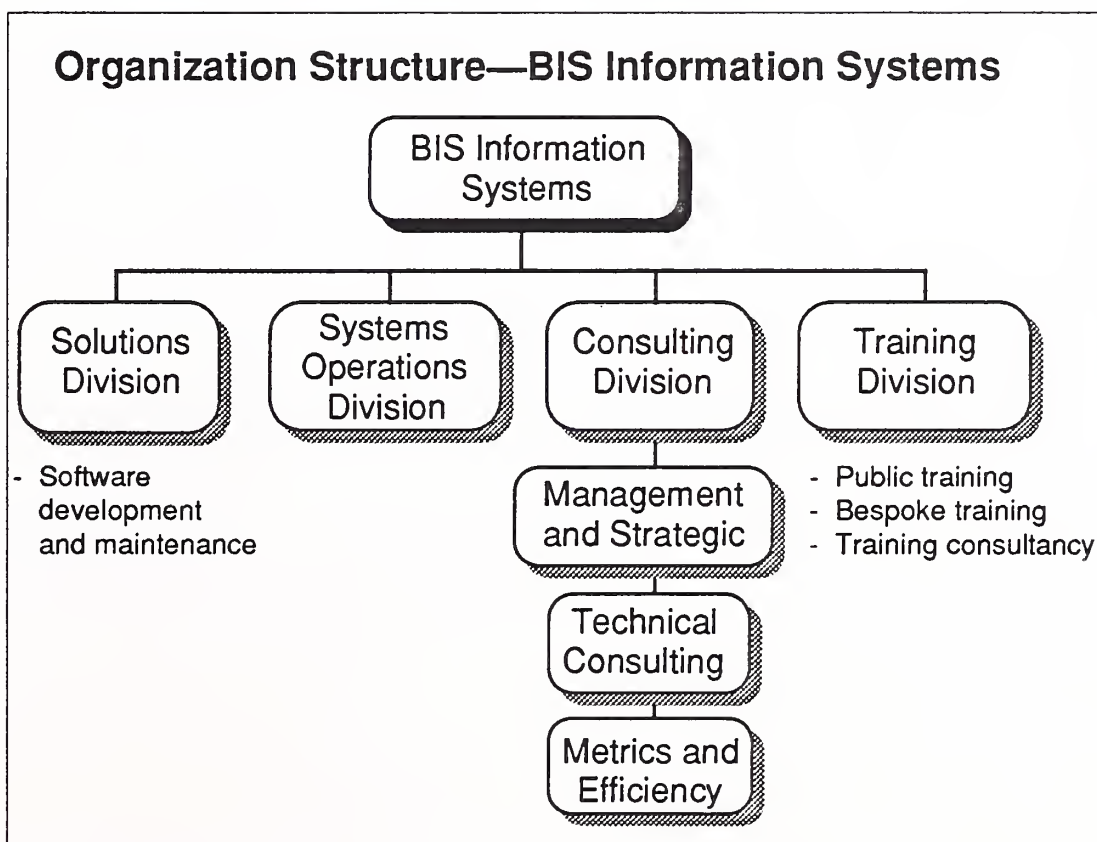 Organization Structure—BIS Information Systems
BIS Information
Systems
Solutions
Division
Systems
Operations
Division
Consulting
Division
Training
Division
- Software
development
and maintenance
Management
and Strategic
- Public training
- Bespoke training
- Training consultancy
Technical
Consulting
Metrics and
Efficiency